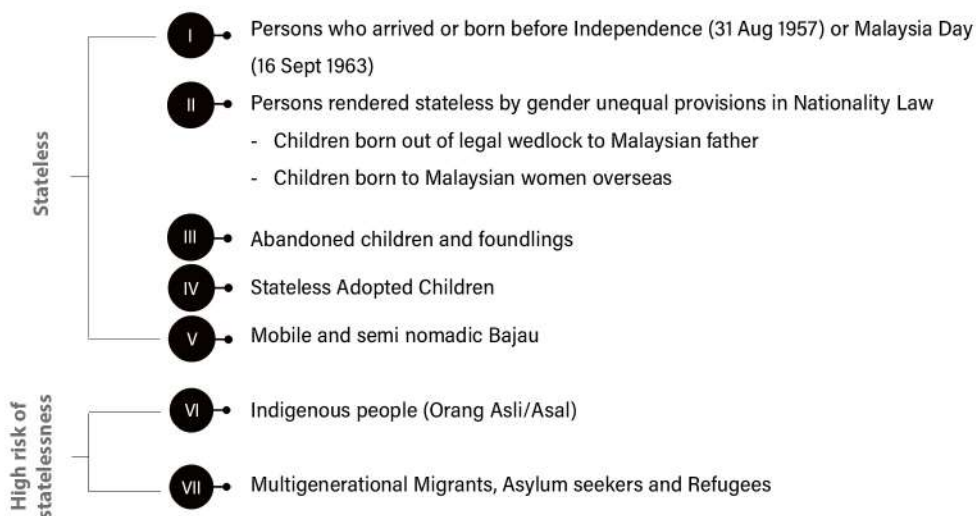 Stateless
I
Persons who arrived or born before Independence (31 Aug 1957) or Malaysia Day
(16 Sept 1963)
II
Persons rendered stateless by gender unequal provisions in Nationality Law
- Children born out of legal wedlock to Malaysian father
- Children born to Malaysian women overseas
III
Abandoned children and foundlings
IV
Stateless Adopted Children
V
Mobile and semi nomadic Bajau
High risk of
statelessness
VI
Indigenous people (Orang Asli/Asal)
VII
Multigenerational Migrants, Asylum seekers and Refugees